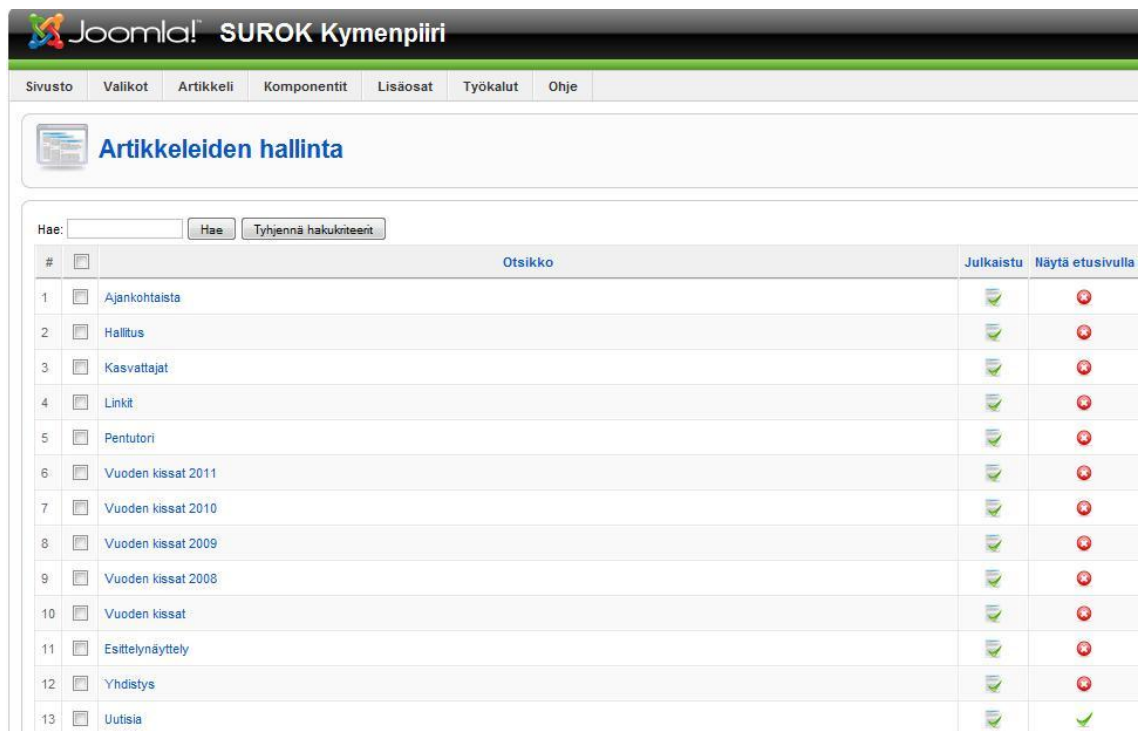 Joomla!™ SUROK Kymenpiiri
Sivusto Valikot Artikkeli Komponentit Lisäosat Työkalut Ohje
Artikkeleiden hallinta
Hae: Hae Tyhjennä hakukriteerit
# Otsikko Julkaistu Näytä etusivulla
1 Ajankohtaista
2 Hallitus
3 Kasvattajat
4 Linkit
5 Pentutori
6 Vuoden kissat 2011
7 Vuoden kissat 2010
8 Vuoden kissat 2009
9 Vuoden kissat 2008
10 Vuoden kissat
11 Esittelynäyttely
12 Yhdistys
13 Uutisia